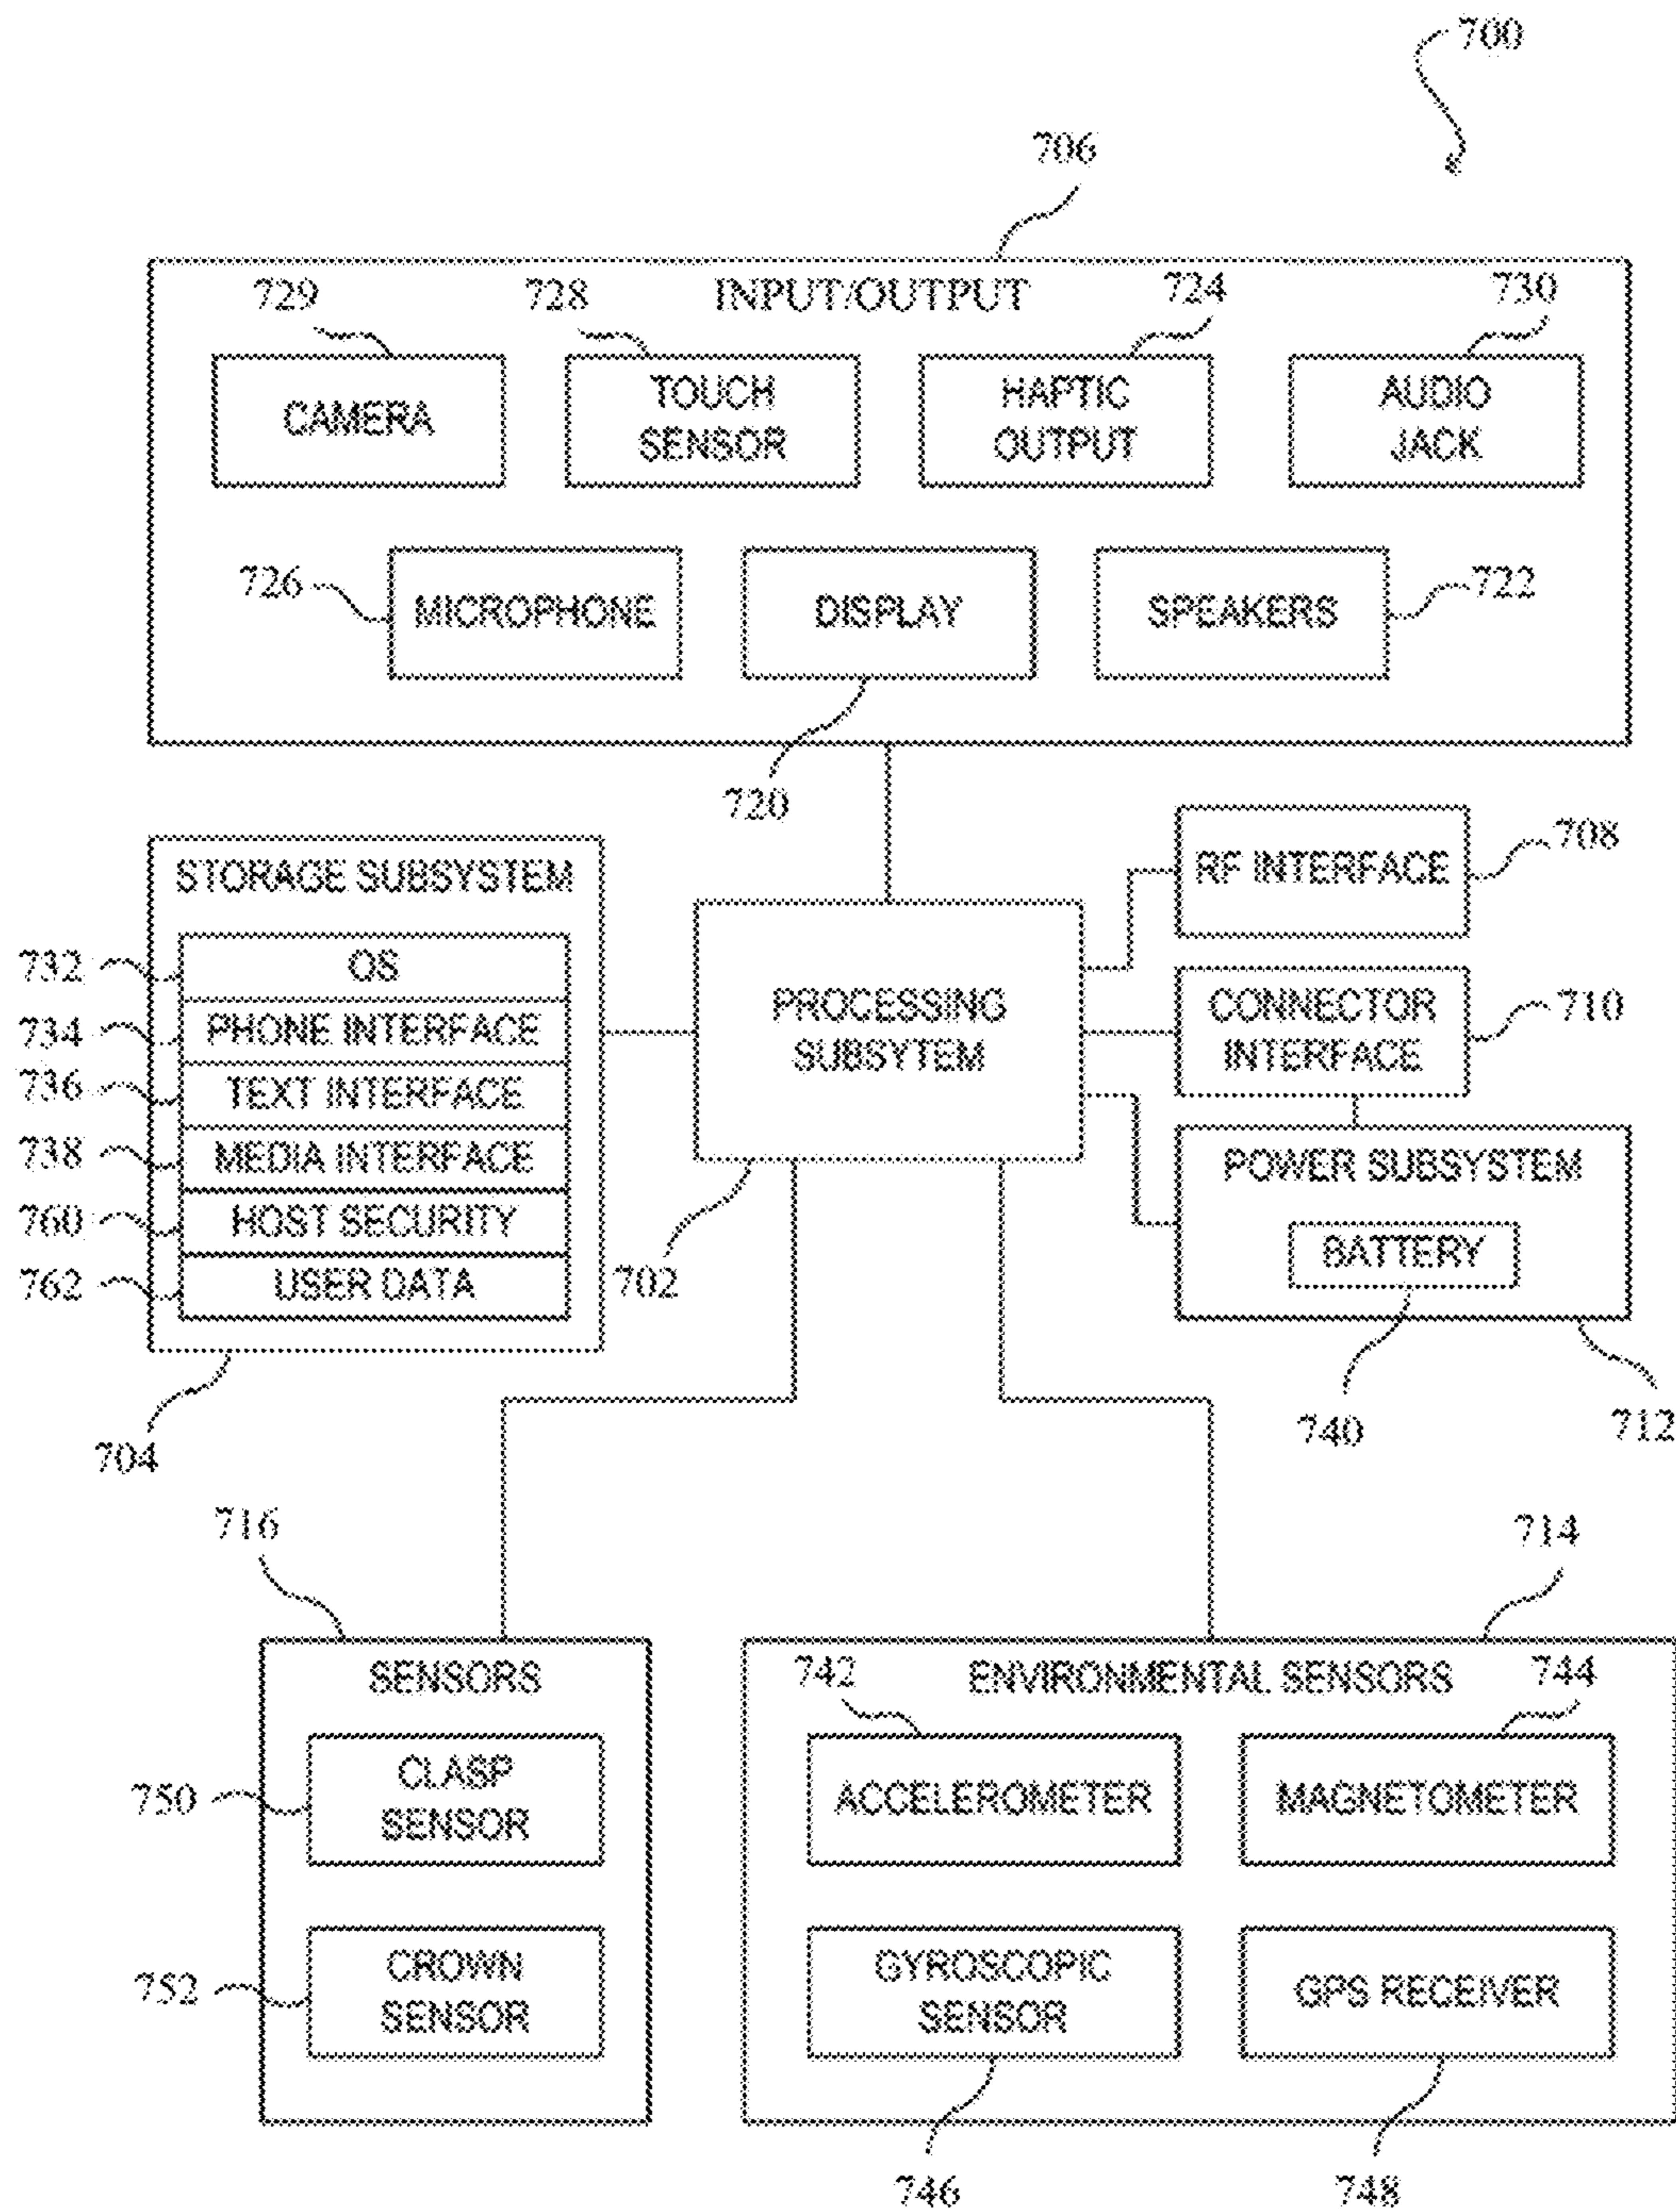 700
706
729 728 INPUT/OUTPUT 724 730
CAMERA
TOUCH
SENSOR
HAPTIC
OUTPUT
AUDIO
JACK
726 MICROPHONE DISPLAY SPEAKERS 722
720
STORAGE SUBSYSTEM
732 OS
734 PHONE INTERFACE
736 TEXT INTERFACE
738 MEDIA INTERFACE
760 HOST SECURITY
762 USER DATA
704
PROCESSING
SUBSYTEM
702
RF INTERFACE 708
CONNECTOR
INTERFACE
710
POWER SUBSYSTEM
BATTERY
740
712
716
SENSORS
750
CLASP
SENSOR
752
CROWN
SENSOR
714
742 ENVIRONMENTAL SENSORS 744
ACCELEROMETER MAGNETOMETER
GYROSCOPIC
SENSOR
GPS RECEIVER
746 748